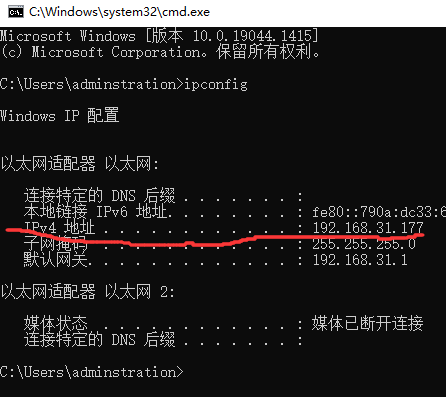 C:\Windows\system32\cmd.exe
Microsoft Windows [版本 10.0.19044.1415]
(c) Microsoft Corporation。保留所有权利。
C:\Users\adminstration>ipconfig
Windows IP 配置
以太网适配器 以太网:
连接特定的 DNS 后缀 . . . . . . . :
本地链接 IPv6 地址. . . . . . . . : fe80::790a:dc33:6
IPv4 地址 . . . . . . . . . . . . : 192.168.31.177
子网掩码 . . . . . . . . . . . . : 255.255.255.0
默认网关. . . . . . . . . . . . . : 192.168.31.1
以太网适配器 以太网 2:
媒体状态 . . . . . . . . . . . . : 媒体已断开连接
连接特定的 DNS 后缀 . . . . . . . :
C:\Users\adminstration>